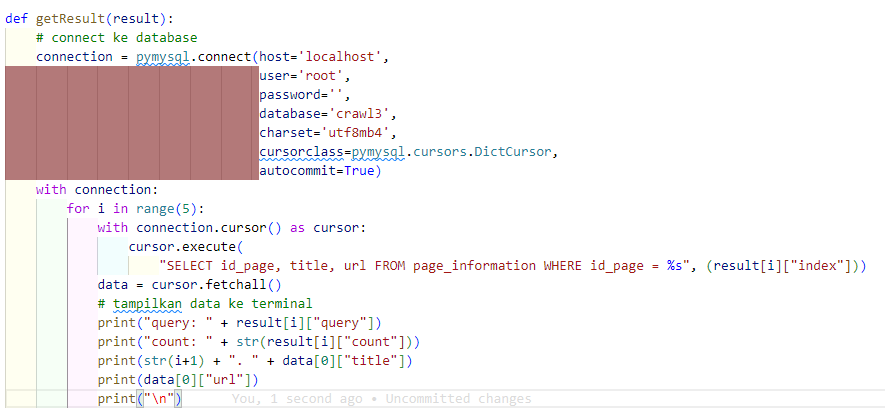 def getResult(result):
    # connect ke database
    connection = pymysql.connect(host='localhost',
                                 user='root',
                                 password='',
                                 database='crawl3',
                                 charset='utf8mb4',
                                 cursorclass=pymysql.cursors.DictCursor,
                                 autocommit=True)
    with connection:
        for i in range(5):
            with connection.cursor() as cursor:
                cursor.execute(
                    "SELECT id_page, title, url FROM page_information WHERE id_page = %s", (result[i]["index"]))
            data = cursor.fetchall()
            # tampilkan data ke terminal
            print("query: " + result[i]["query"])
            print("count: " + str(result[i]["count"]))
            print(str(i+1) + ". " + data[0]["title"])
            print(data[0]["url"])
            print("\n")    You, 1 second ago • Uncommitted changes